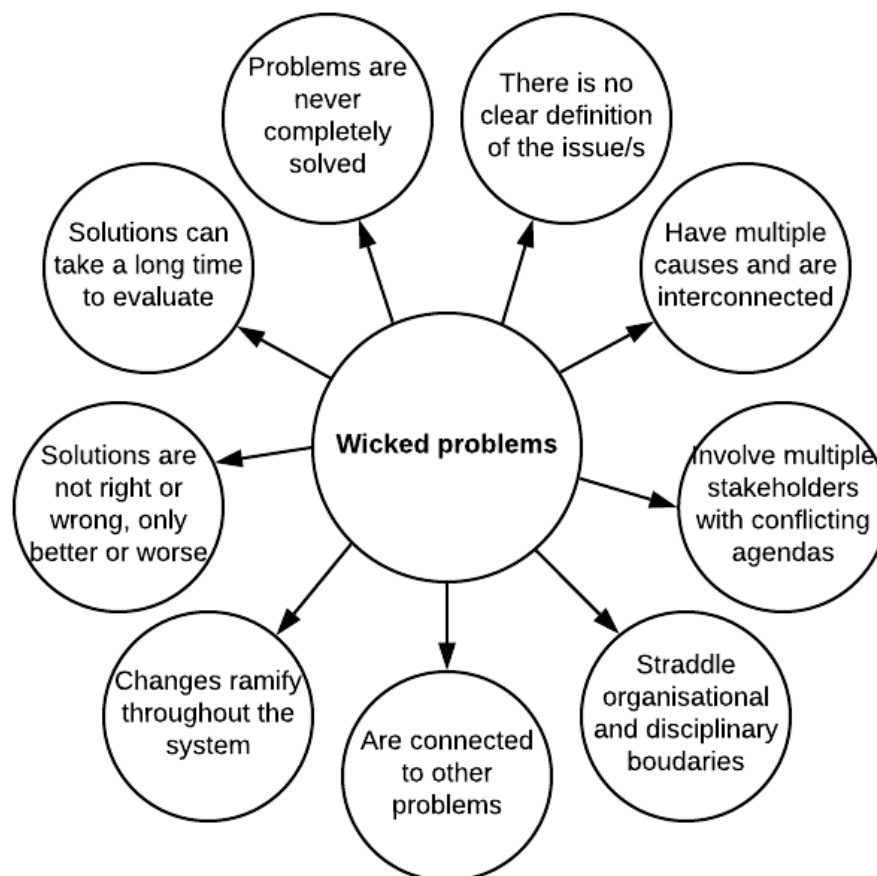 Problems are
never
completely
solved
There is no
clear definition
of the issue/s
Solutions can
take a long time
to evaluate
Have multiple
causes and are
interconnected
Wicked problems
Solutions are
not right or
wrong, only
better or worse
Involve multiple
stakeholders
with conflicting
agendas
Changes ramify
throughout the
system
Are connected
to other
problems
Straddle
organisational
and disciplinary
boudaries